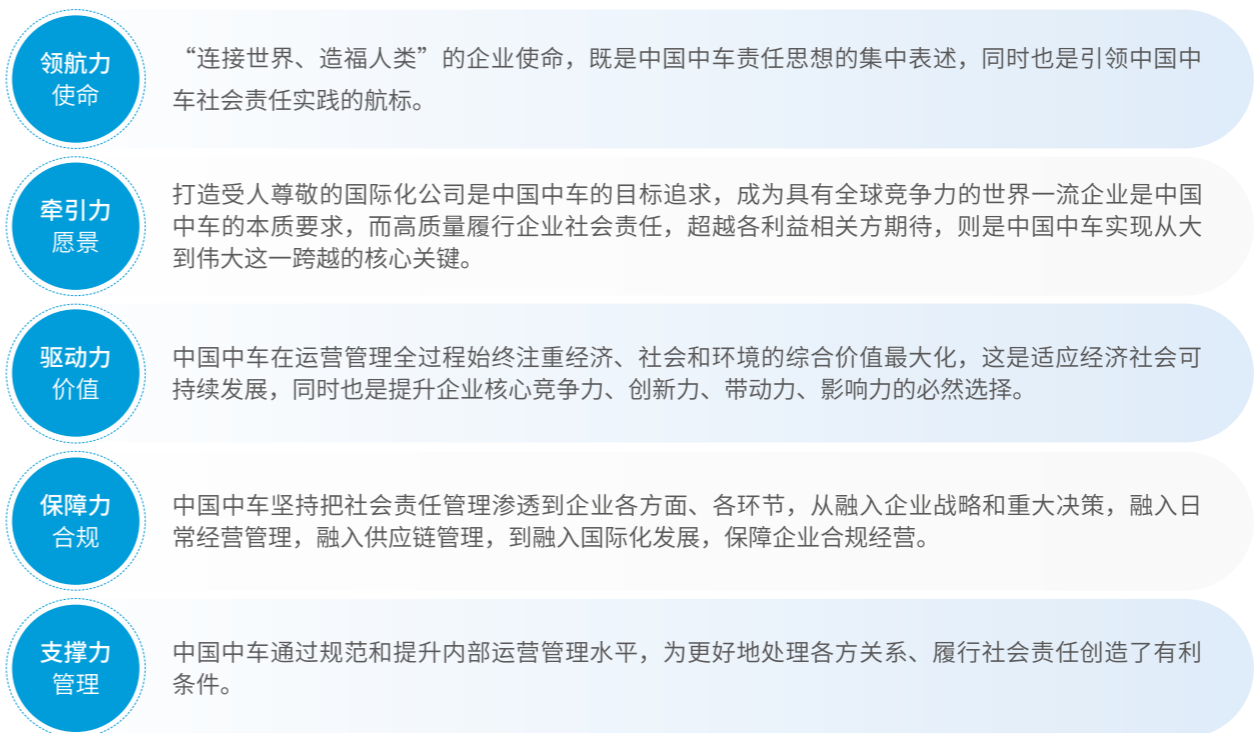 领航力
使命
“连接世界、造福人类”的企业使命，既是中国中车责任思想的集中表述，同时也是引领中国中
车社会责任实践的航标。
牵引力
愿景
打造受人尊敬的国际化公司是中国中车的目标追求，成为具有全球竞争力的世界一流企业是中国
中车的本质要求，而高质量履行企业社会责任，超越各利益相关方期待，则是中国中车实现从大
到伟大这一跨越的核心关键。
驱动力
价值
中国中车在运营管理全过程始终注重经济、社会和环境的综合价值最大化，这是适应经济社会可
持续发展，同时也是提升企业核心竞争力、创新力、带动力、影响力的必然选择。
保障力
合规
中国中车坚持把社会责任管理渗透到企业各方面、各环节，从融入企业战略和重大决策，融入日
常经营管理，融入供应链管理，到融入国际化发展，保障企业合规经营。
支撑力
管理
中国中车通过规范和提升内部运营管理水平，为更好地处理各方关系、履行社会责任创造了有利
条件。